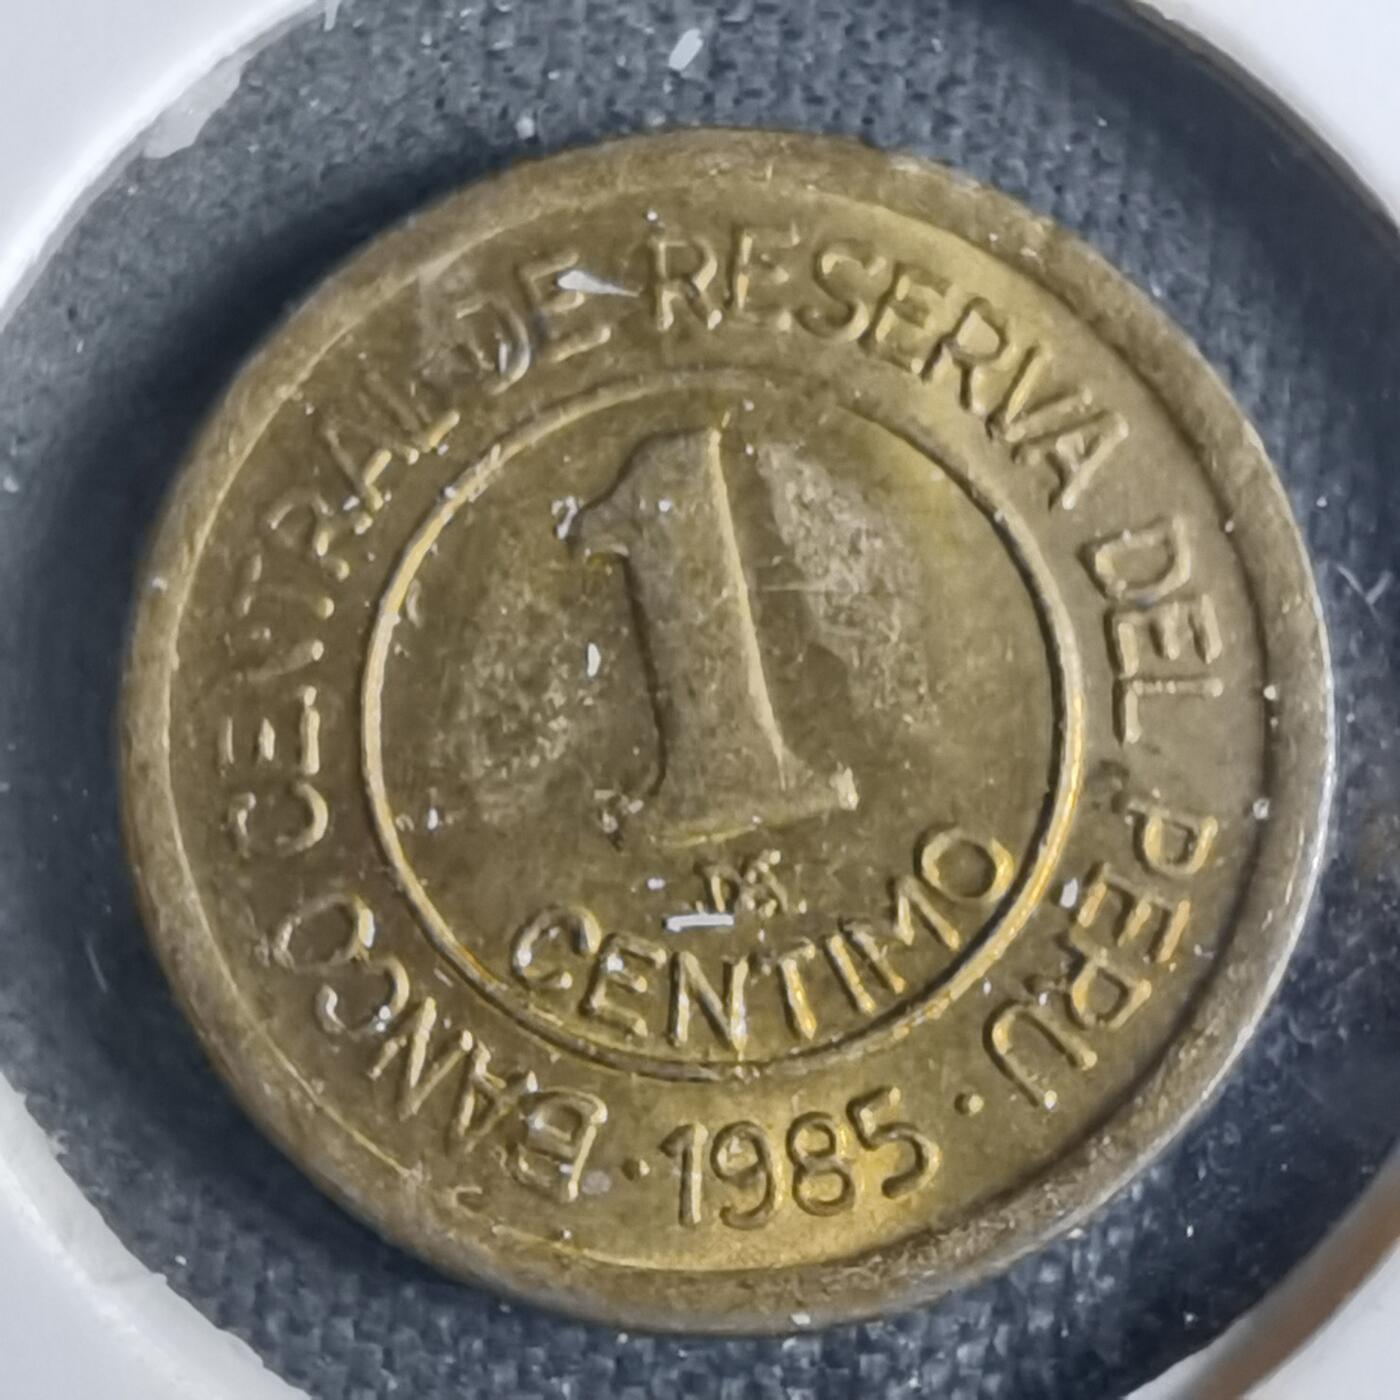 BANCO CENTRAL DE RESERVA DEL PERU
1
CENTIMO
· 1985 ·